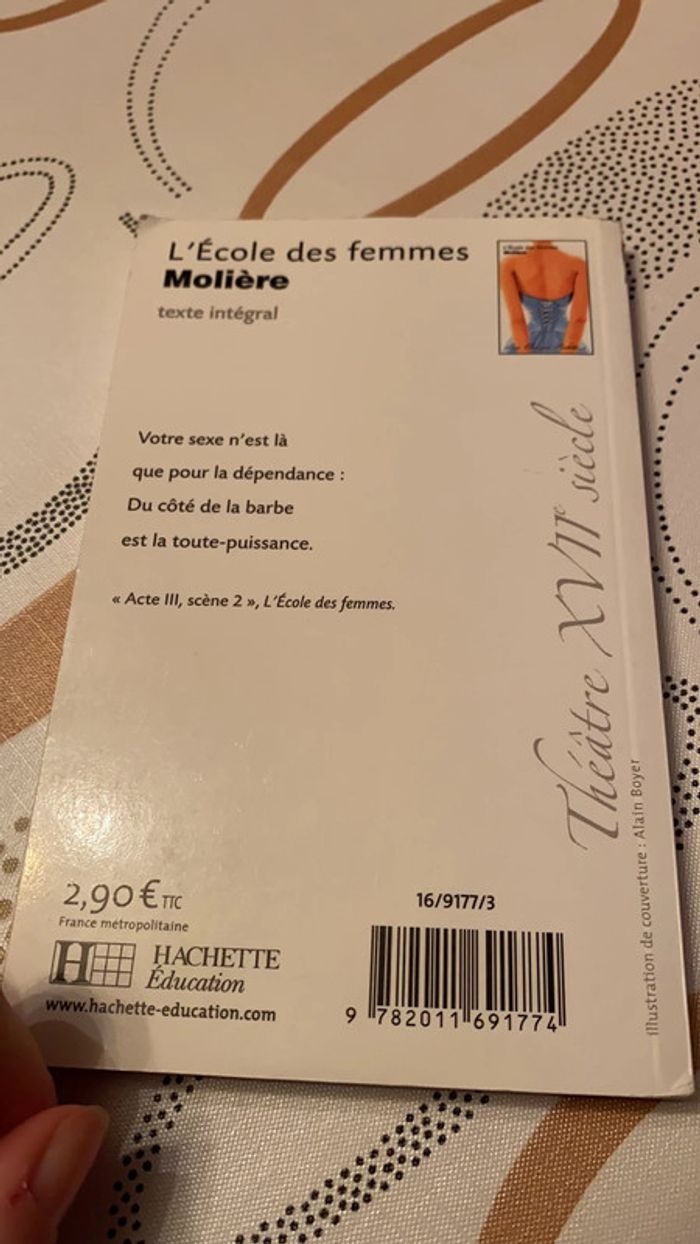 L'École des femmes
Molière
texte intégral
Votre sexe n'est là
que pour la dépendance :
Du côté de la barbe
est la toute-puissance.
« Acte III, scène 2 », L'École des femmes.
Théâtre XVIIe siècle
Illustration de couverture : Alain Boyer
2,90 € TTC
France métropolitaine
HACHETTE
Éducation
www.hachette-education.com
16/9177/3
9 782011 691774